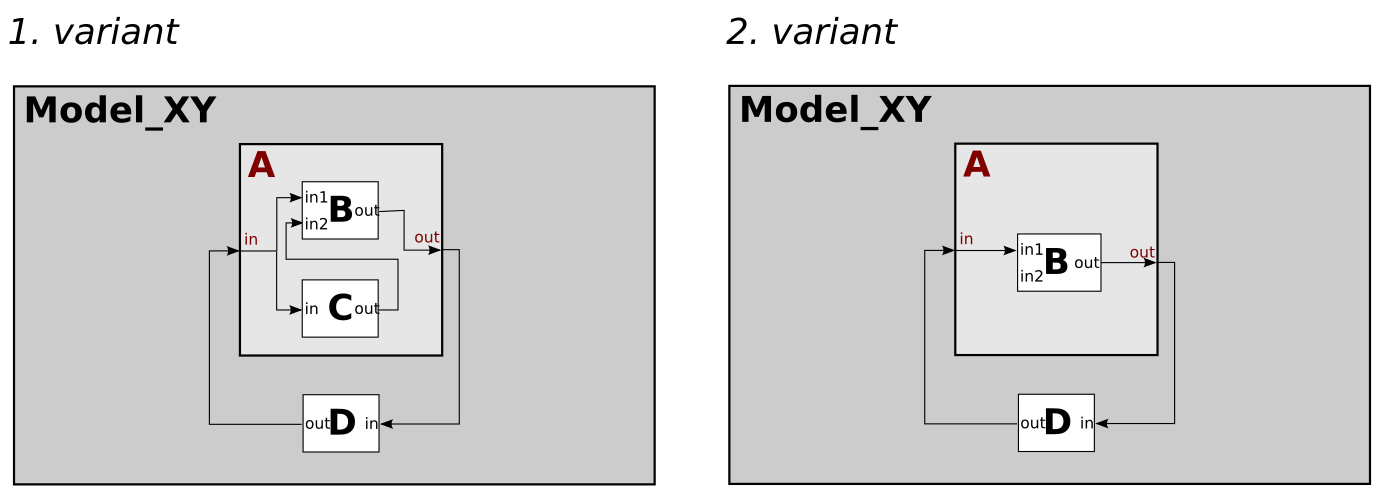 1. variant
Model_XY
A
in
in1
in2
B
out
out
in
C
out
out
D
in
2. variant
Model_XY
A
in
in1
in2
B
out
out
out
D
in